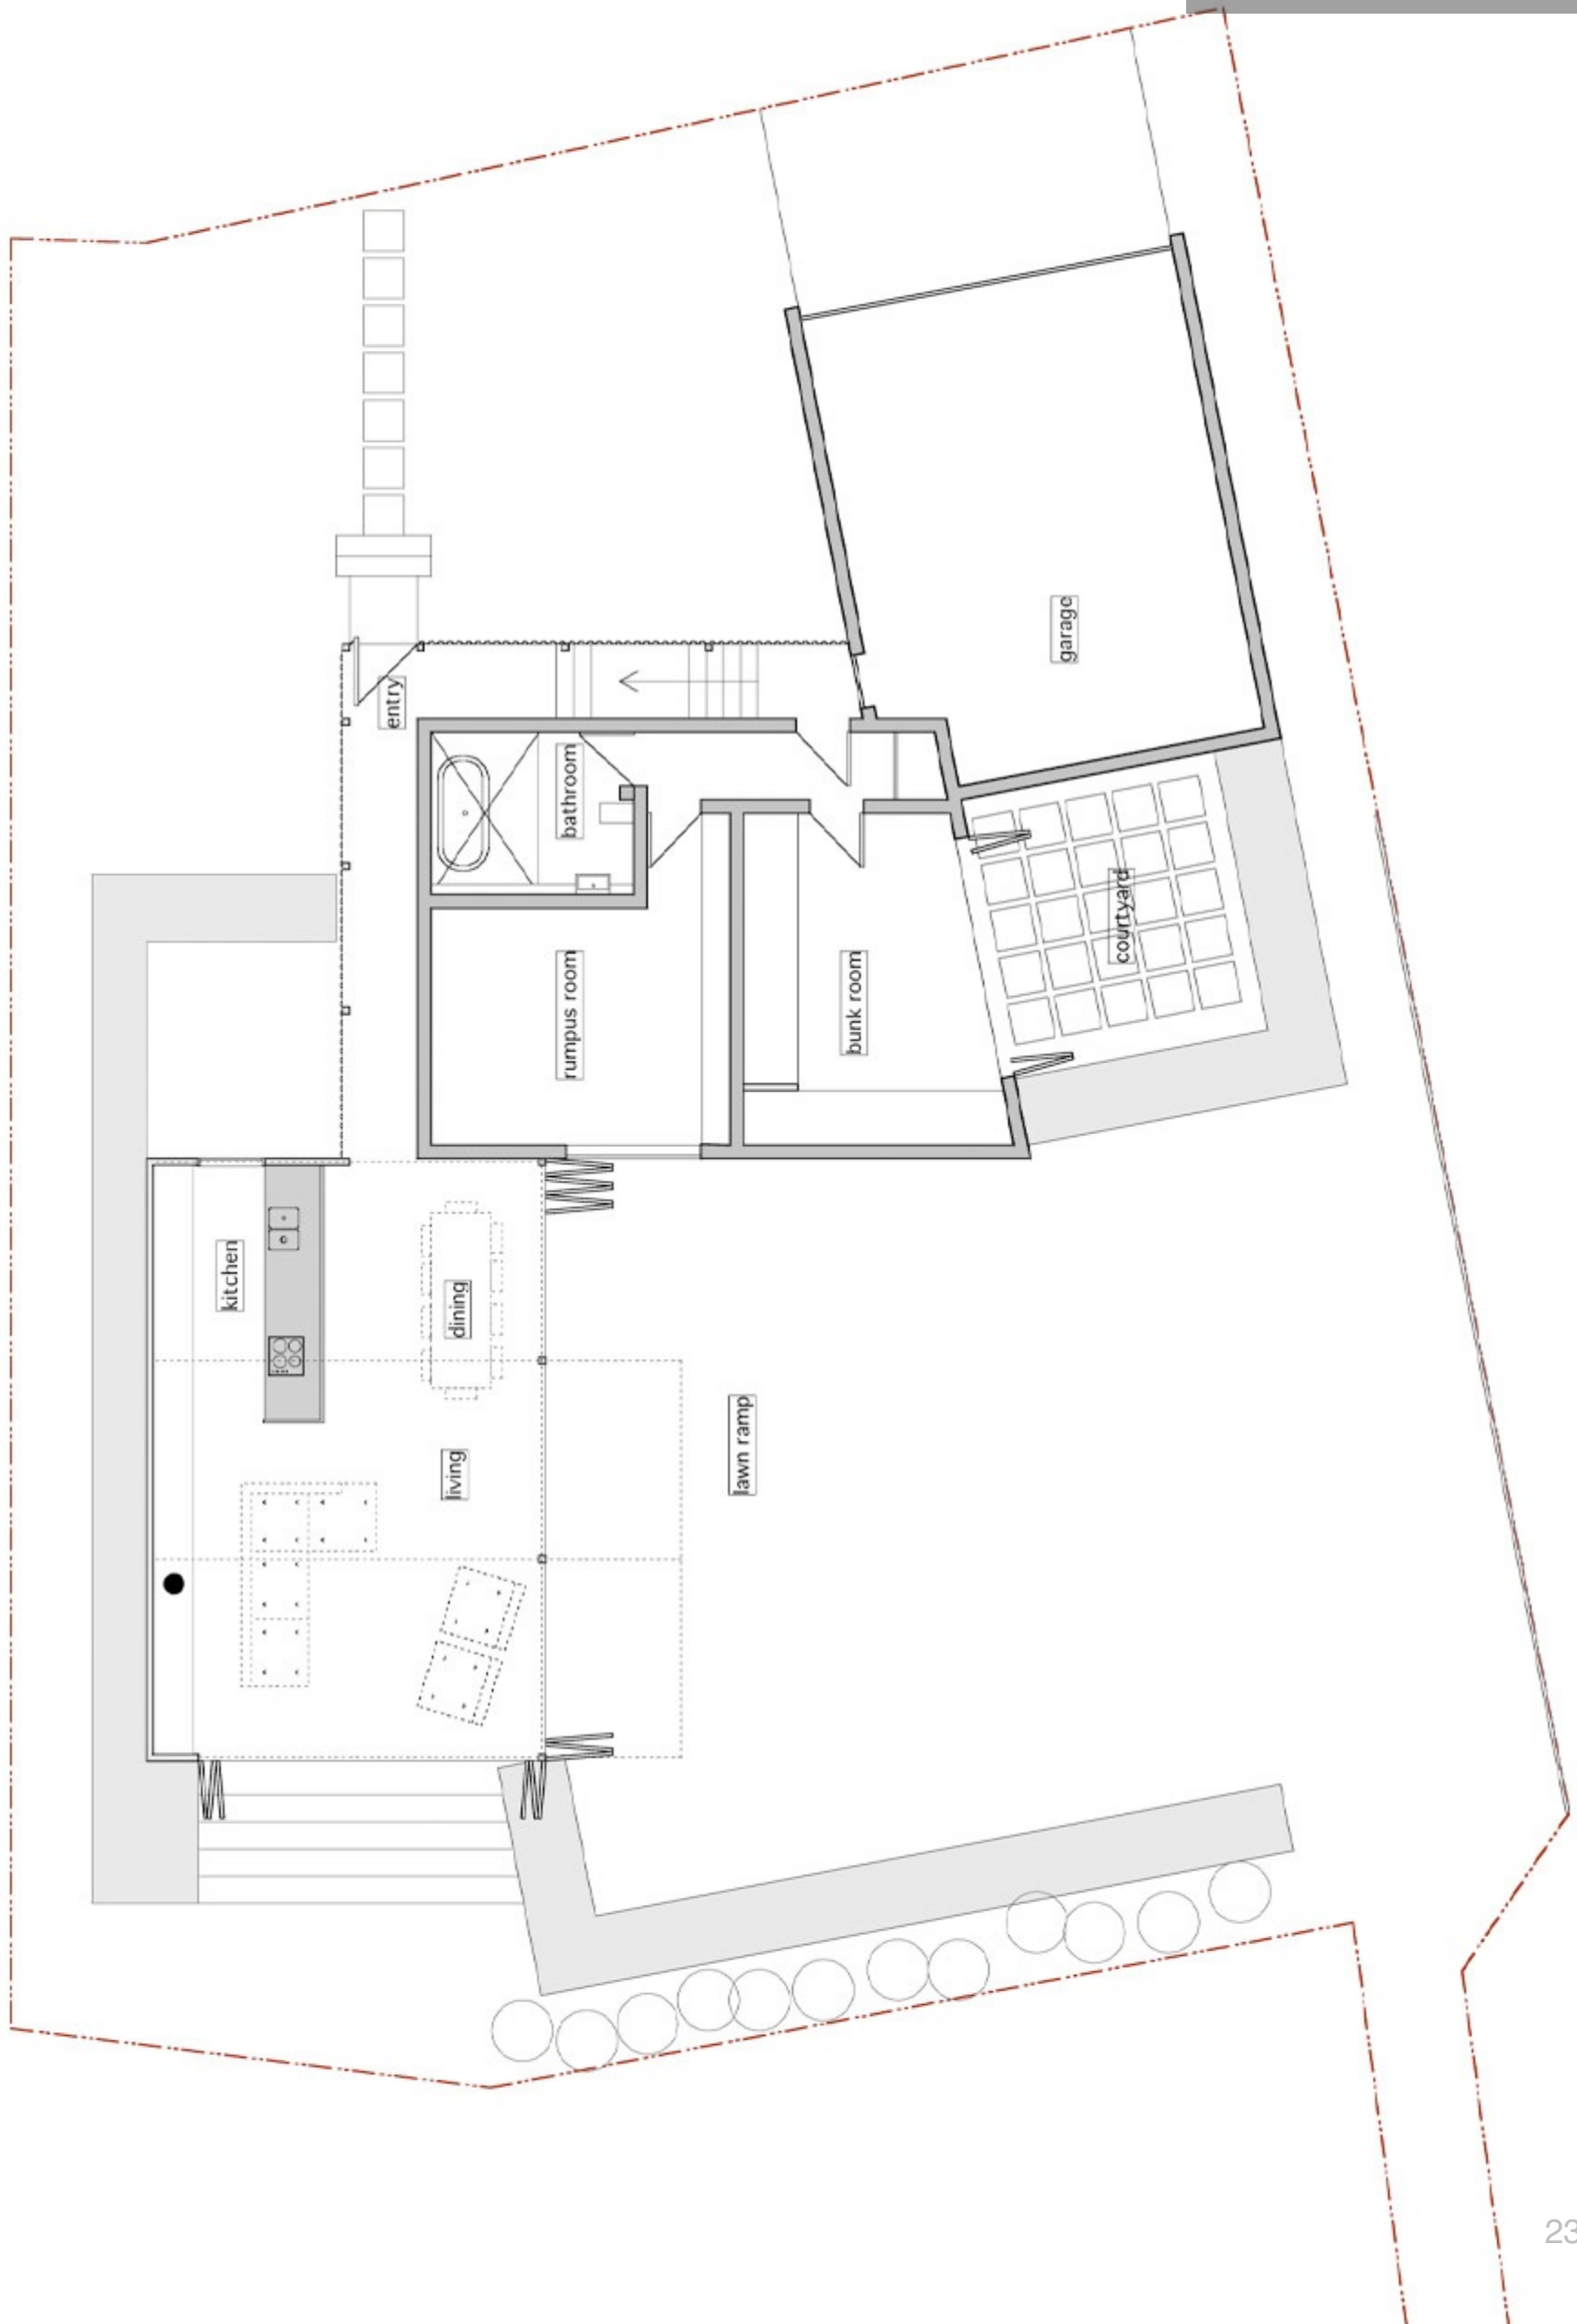 garage
entry
bathroom
courtyard
rumpus room
bunk room
kitchen
dining
living
lawn ramp
23